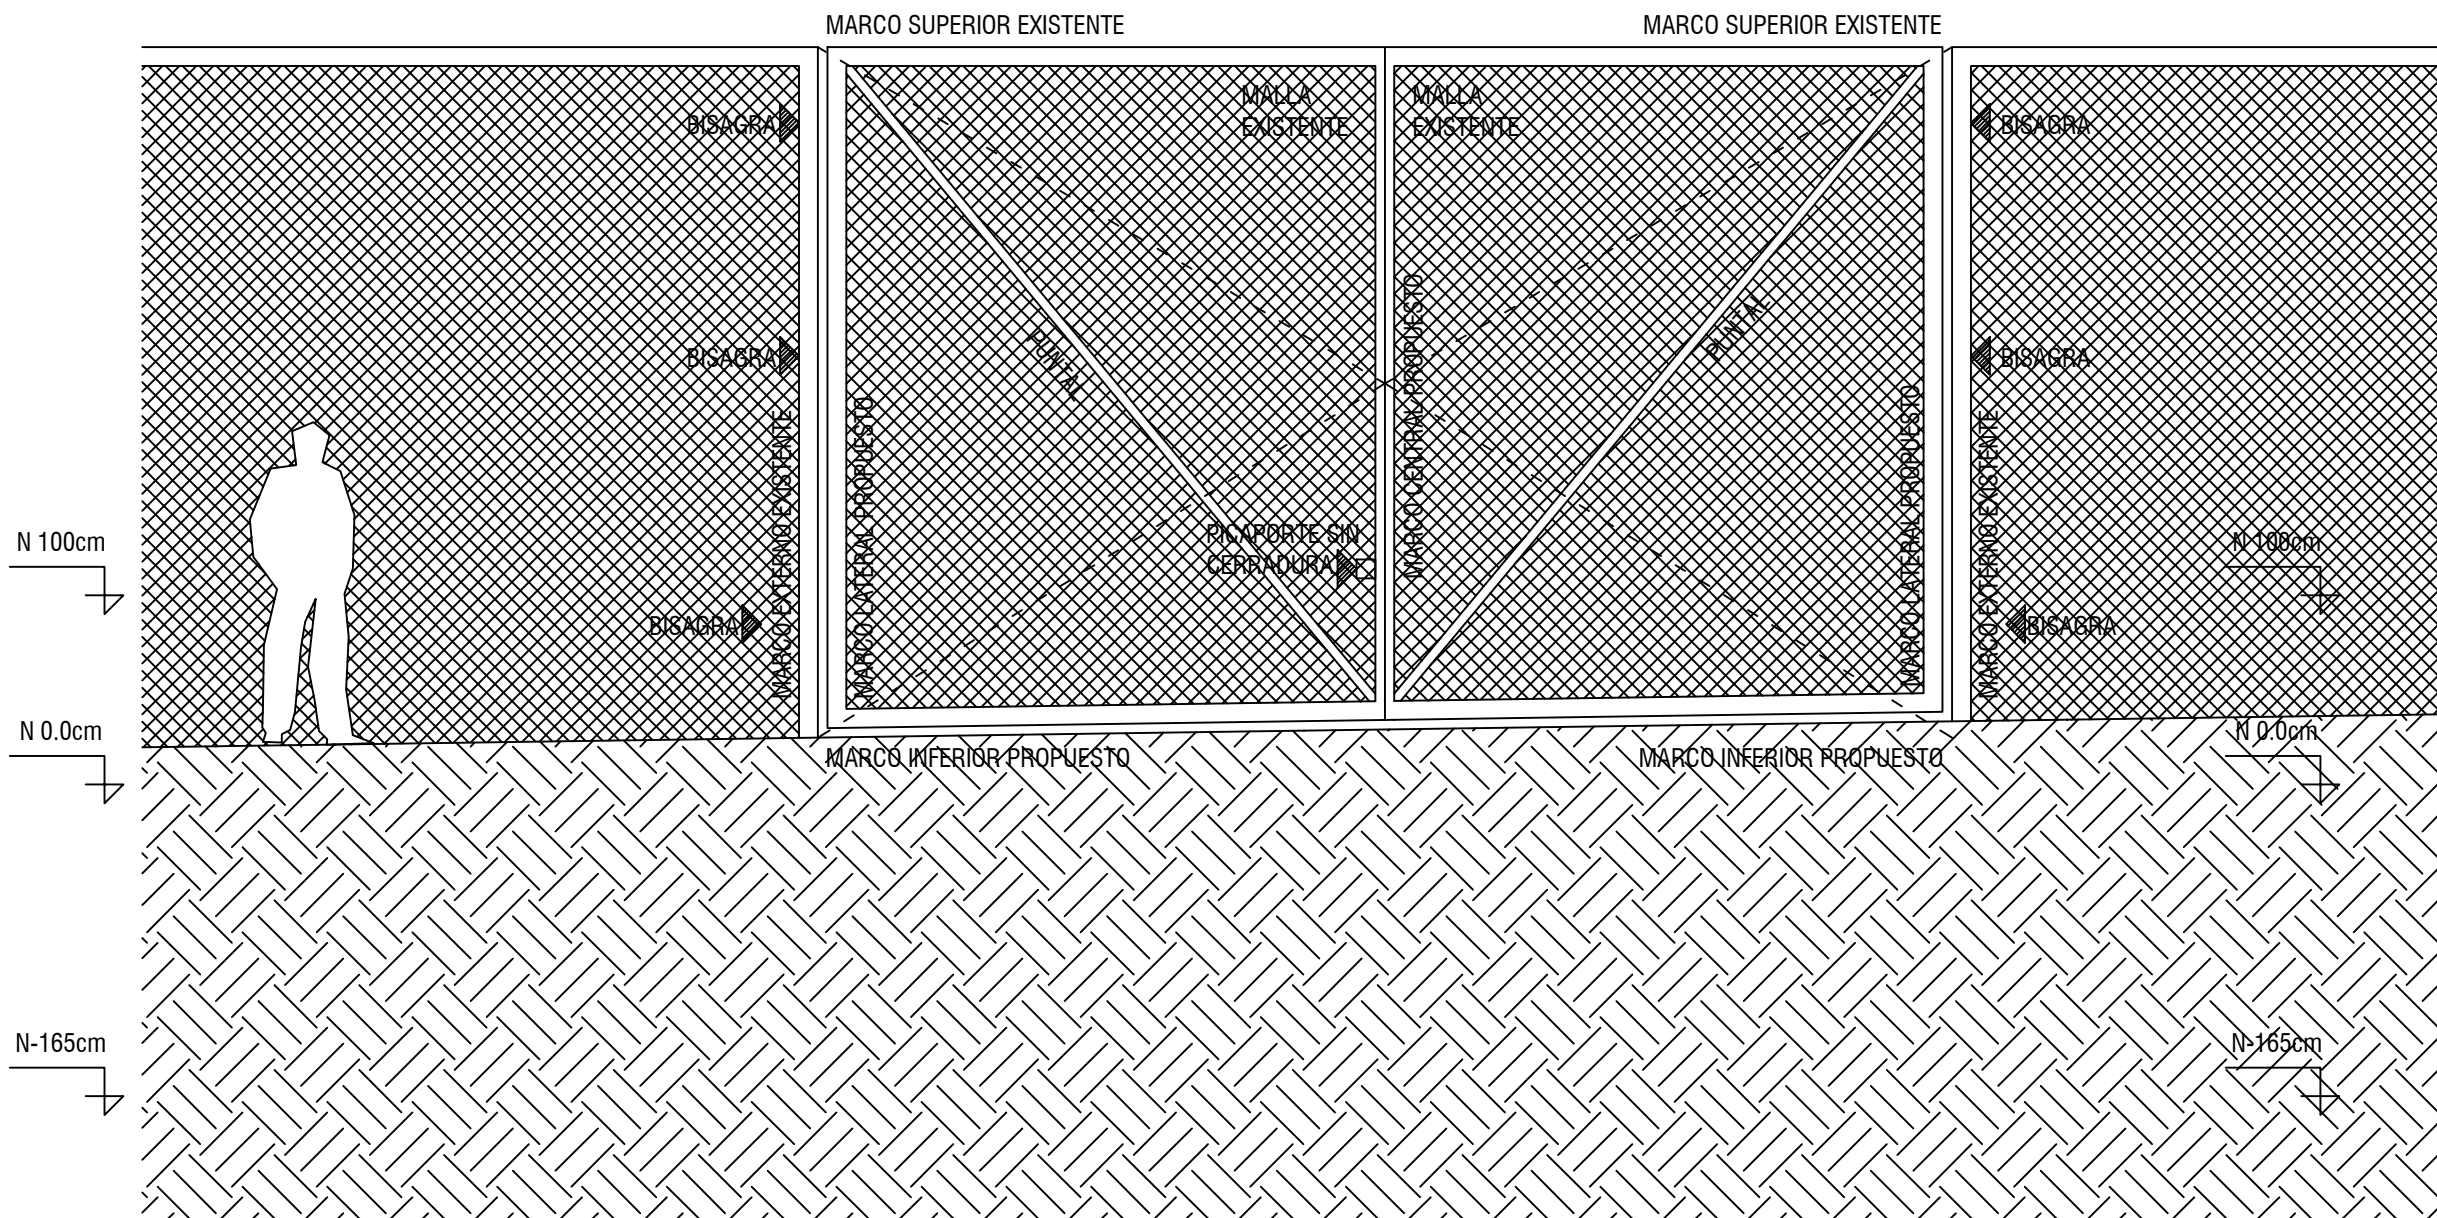 MARCO SUPERIOR EXISTENTE
MARCO SUPERIOR EXISTENTE
MALLA
EXISTENTE
MALLA
EXISTENTE
BISAGRA
BISAGRA
BISAGRA
BISAGRA
PUNTAL
PUNTAL
MARCO EXTERNO EXISTENTE
MARCO LATERAL PROPUESTO
MARCO CENTRAL PROPUESTO
MARCO LATERAL PROPUESTO
MARCO EXTERNO EXISTENTE
PICAPORTE SIN
CERRADURA
N 100cm
N 100cm
BISAGRA
BISAGRA
N 0.0cm
N 0.0cm
MARCO INFERIOR PROPUESTO
MARCO INFERIOR PROPUESTO
N-165cm
N-165cm